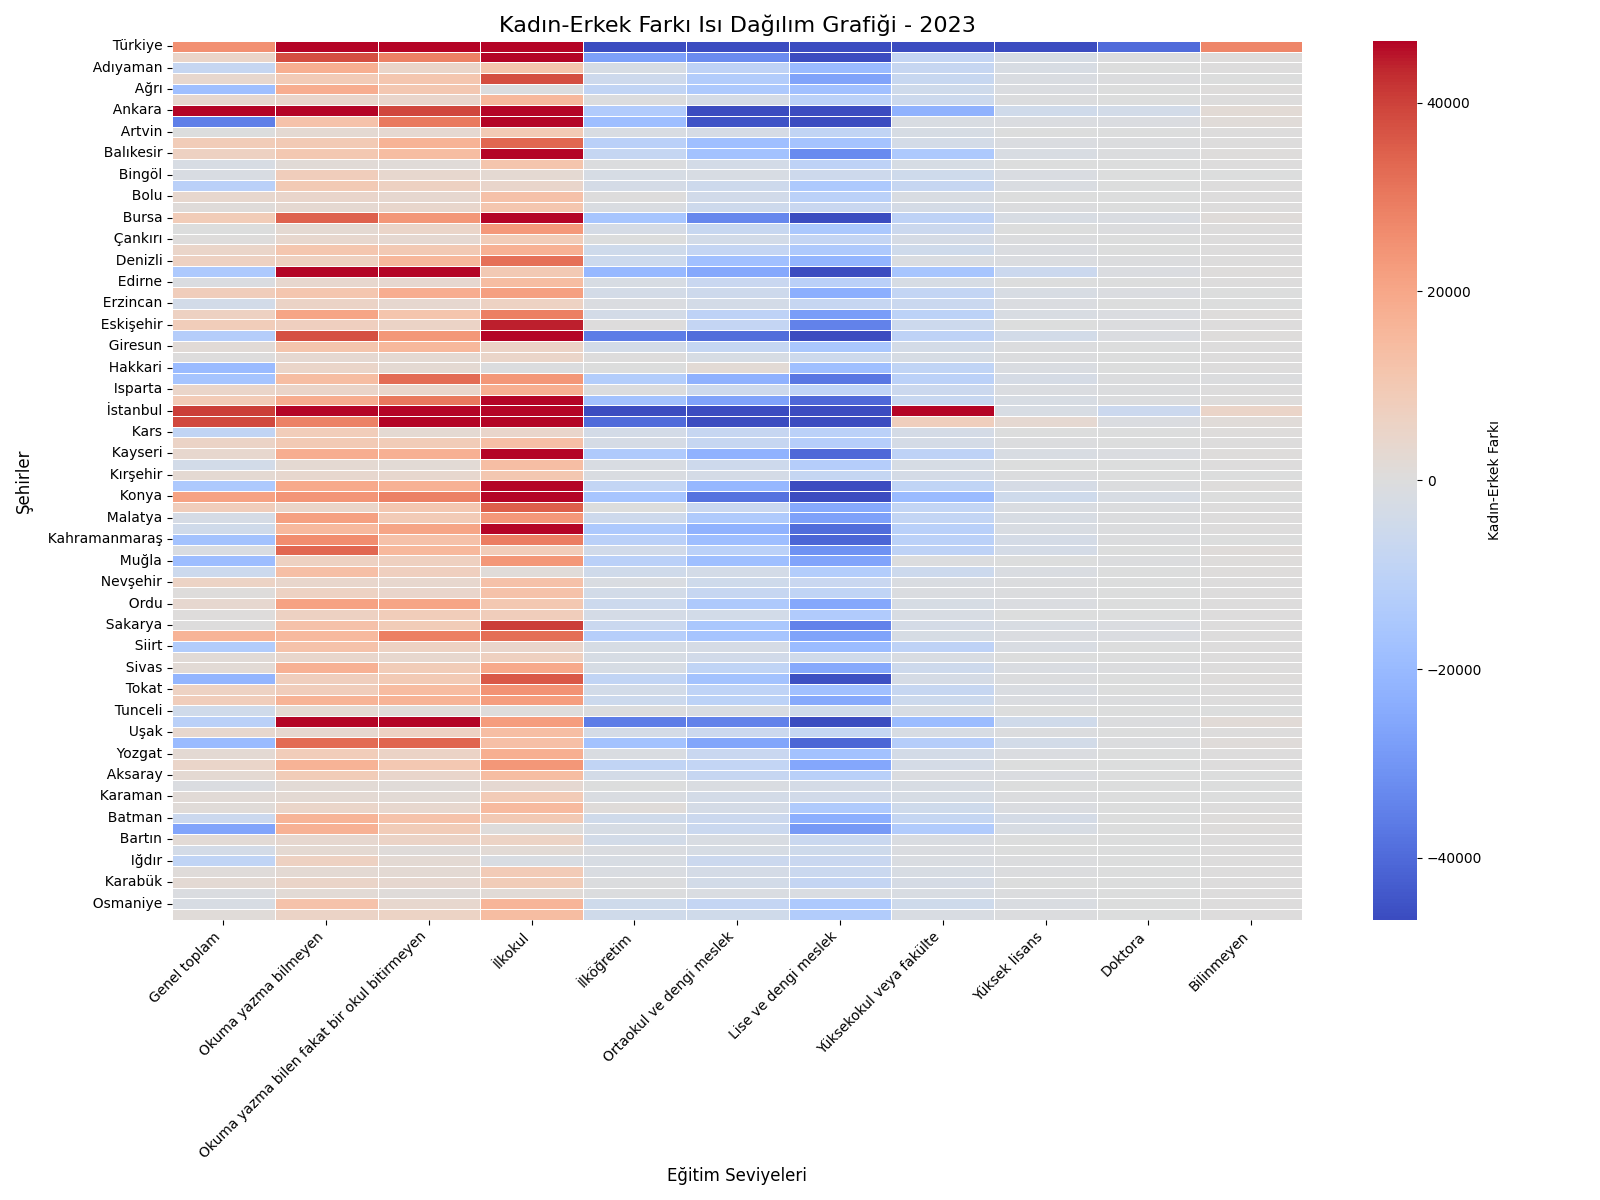 Kadın-Erkek Farkı Isı Dağılım Grafiği - 2023
Şehirler
Türkiye
Adıyaman
Ağrı
Ankara
Artvin
Balıkesir
Bingöl
Bolu
Bursa
Çankırı
Denizli
Edirne
Erzincan
Eskişehir
Giresun
Hakkari
Isparta
İstanbul
Kars
Kayseri
Kırşehir
Konya
Malatya
Kahramanmaraş
Muğla
Nevşehir
Ordu
Sakarya
Siirt
Sivas
Tokat
Tunceli
Uşak
Yozgat
Aksaray
Karaman
Batman
Bartın
Iğdır
Karabük
Osmaniye
Genel toplam
Okuma yazma bilmeyen
Okuma yazma bilen fakat bir okul bitirmeyen
İlkokul
İlköğretim
Ortaokul ve dengi meslek
Lise ve dengi meslek
Yüksekokul veya fakülte
Yüksek lisans
Doktora
Bilinmeyen
Eğitim Seviyeleri
40000
20000
0
−20000
−40000
Kadın-Erkek Farkı